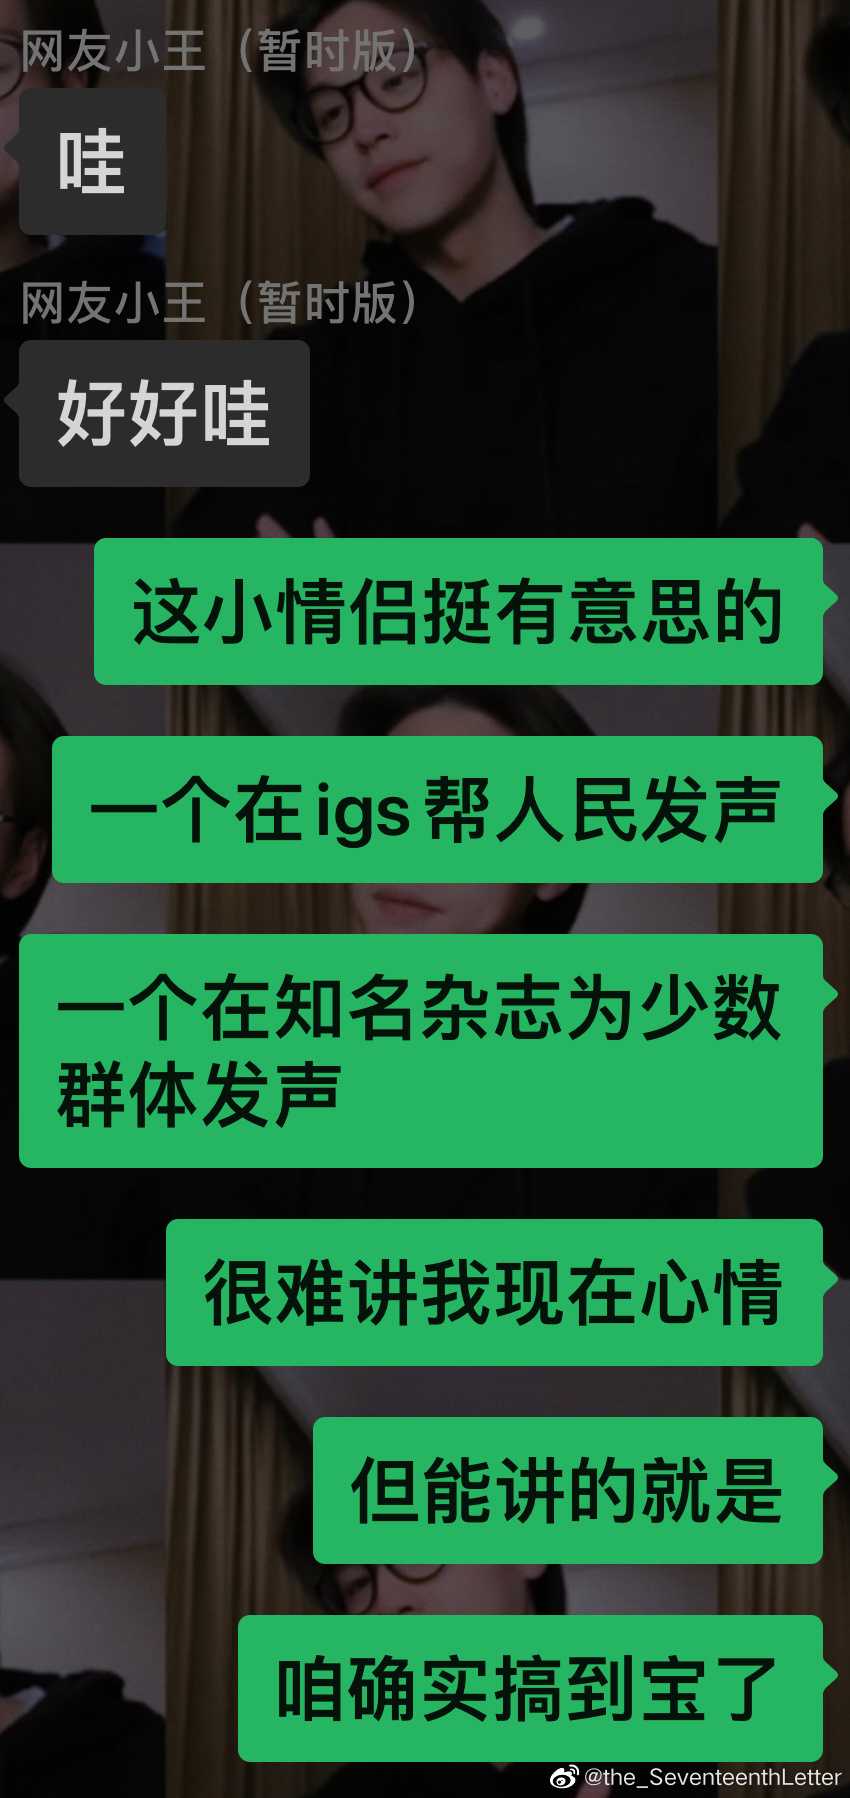 网友小王（暂时版）
哇
网友小王（暂时版）
好好哇
这小情侣挺有意思的
一个在igs帮人民发声
一个在知名杂志为少数
群体发声
很难讲我现在心情
但能讲的就是
咱确实搞到宝了
@the_SeventeenthLetter